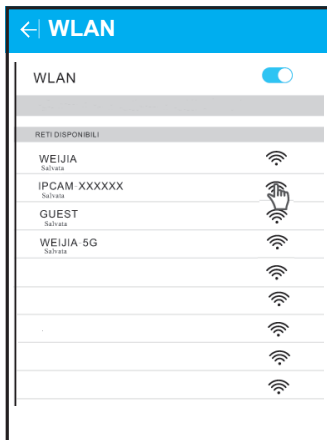 WLAN
WLAN
RETI DISPONIBILI
WEIJIA
Salvata
IPCAM-XXXXXX
Salvata
GUEST
Salvata
WEIJIA-5G
Salvata